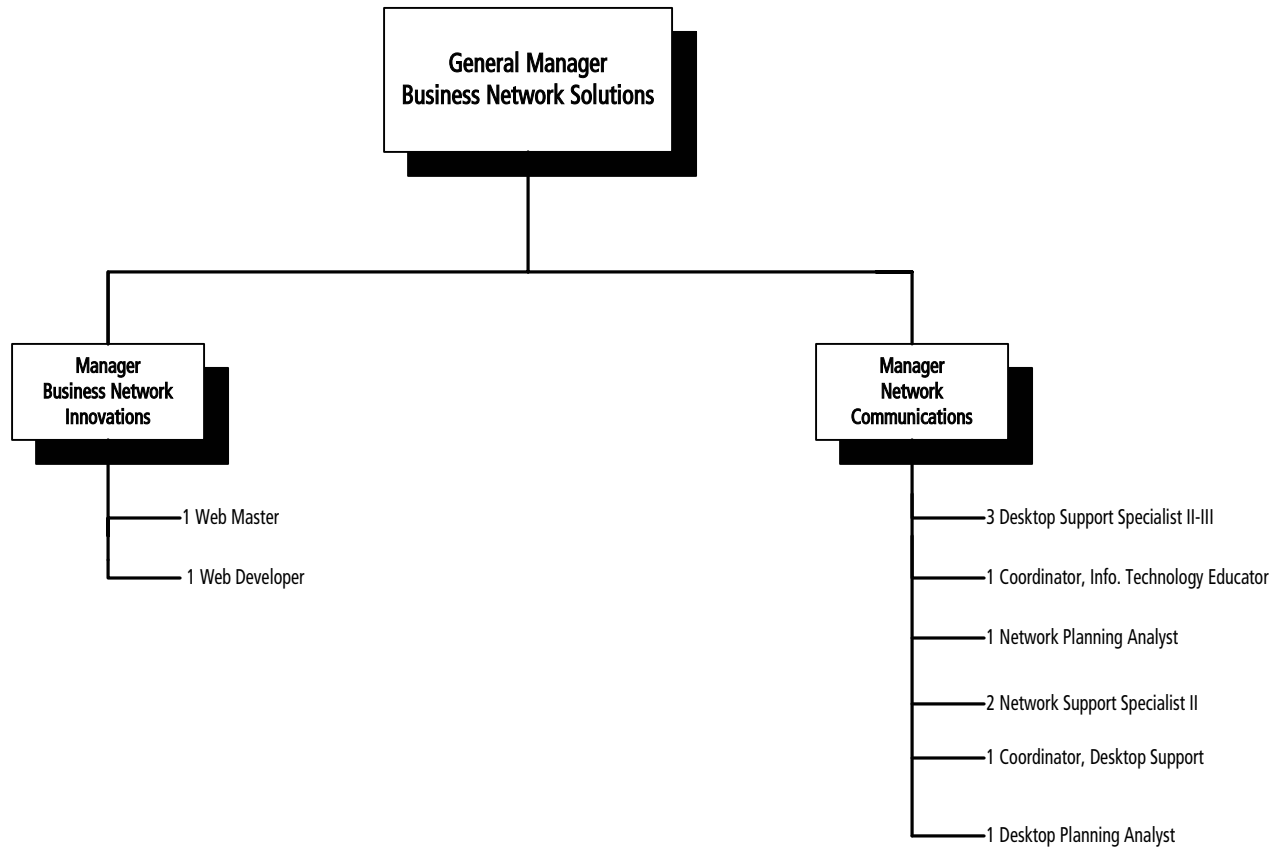 General Manager
Business Network Solutions
Manager
Business Network
Innovations
1 Web Master
1 Web Developer
Manager
Network
Communications
3 Desktop Support Specialist II-III
1 Coordinator, Info. Technology Educator
1 Network Planning Analyst
2 Network Support Specialist II
1 Coordinator, Desktop Support
1 Desktop Planning Analyst